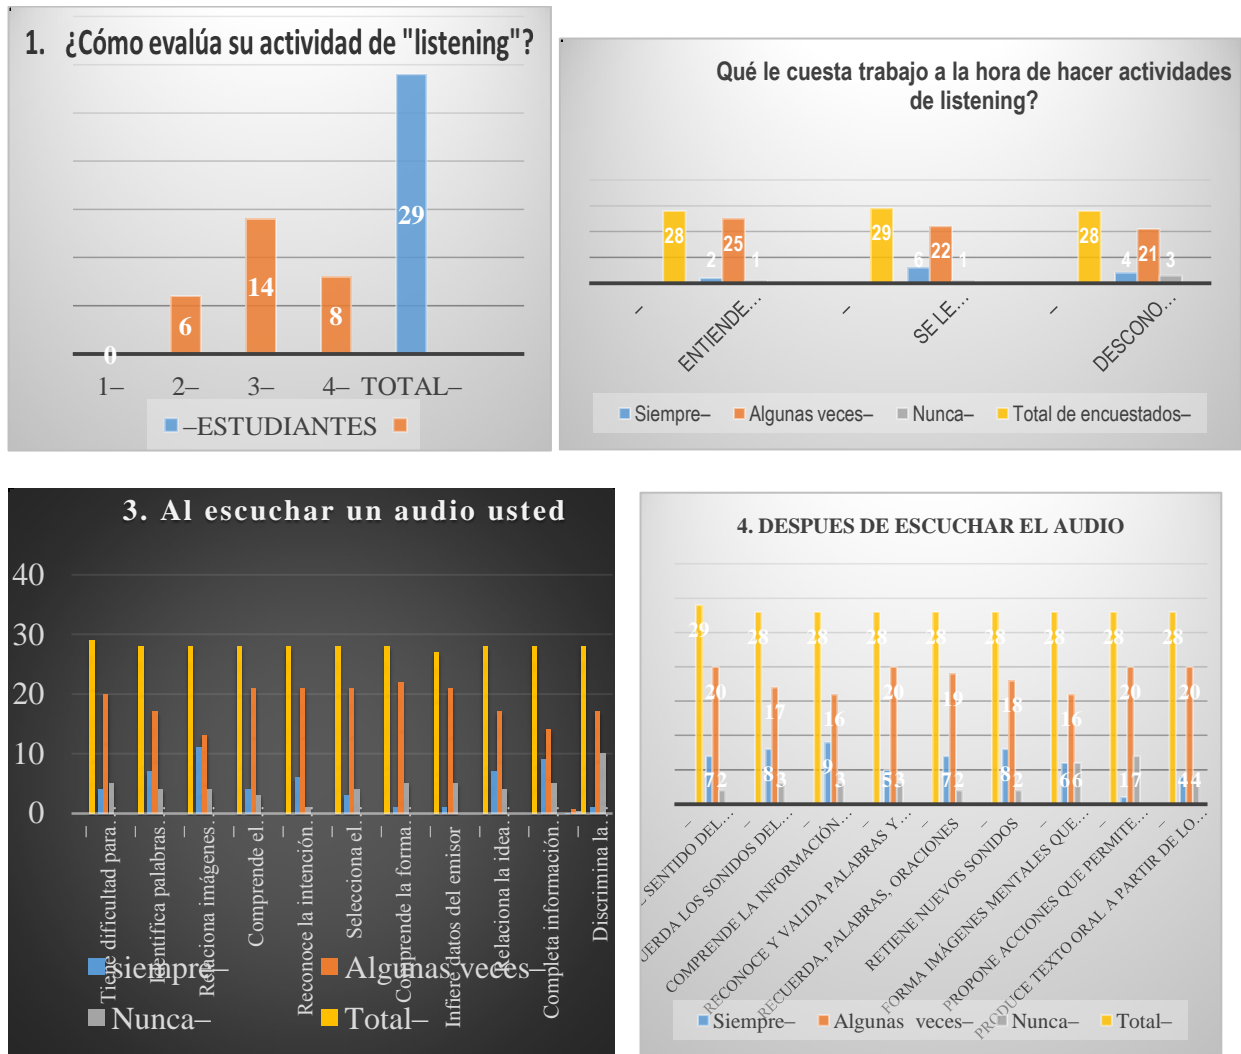 1. ¿Cómo evalúa su actividad de "listening"?
29
14
8
6
0
1– 2– 3– 4– TOTAL–
–ESTUDIANTES
Qué le cuesta trabajo a la hora de hacer actividades
de listening?
28 2 25 1
29 6 22 1
28 4 21 3
– ENTIENDE…
– SE LE…
– DESCONO…
Siempre– Algunas veces– Nunca– Total de encuestados–
3. Al escuchar un audio usted
40
30
20
10
0
– Tiene dificultad para…
– Identifica palabras…
– Relaciona imágenes…
– Comprende el…
– Reconoce la intención…
– Selecciona el…
– Comprende la forma…
– Infiere datos del emisor
– Relaciona la idea…
– Completa información…
– Discrimina la…
siempre– Algunas veces–
Nunca– Total–
4. DESPUES DE ESCUCHAR EL AUDIO
29 7 20 2
28 8 17 3
28 9 16 3
28 5 20 3
28 7 19 2
28 8 18 2
28 6 16 6
28 1 20 7
28 4 20 4
– SENTIDO DEL…
– UERDA LOS SONIDOS DEL…
– COMPRENDE LA INFORMACIÓN…
– RECONOCE Y VALIDA PALABRAS Y…
– RECUERDA, PALABRAS, ORACIONES
– RETIENE NUEVOS SONIDOS
– FORMA IMÁGENES MENTALES QUE…
– PROPONE ACCIONES QUE PERMITE…
– PRODUCE TEXTO ORAL A PARTIR DE LO…
Siempre– Algunas veces– Nunca– Total–